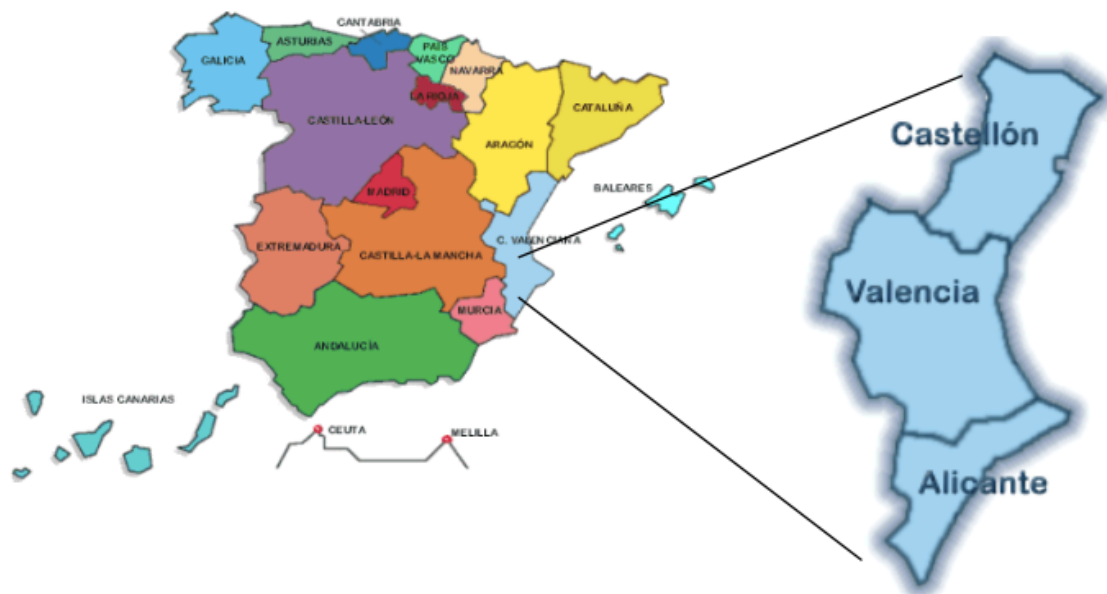 CANTABRIA
ASTURIAS
PAIS
VASCO
GALICIA
NAVARRA
LA RIOJA
CATALUÑA
CASTILLA-LEÓN
ARAGÓN
MADRID
BALEARES
EXTREMADURA
C. VALENCIANA
CASTILLA-LA MANCHA
MURCIA
ANDALUCÍA
ISLAS CANARIAS
CEUTA
MELILLA
Castellón
Valencia
Alicante